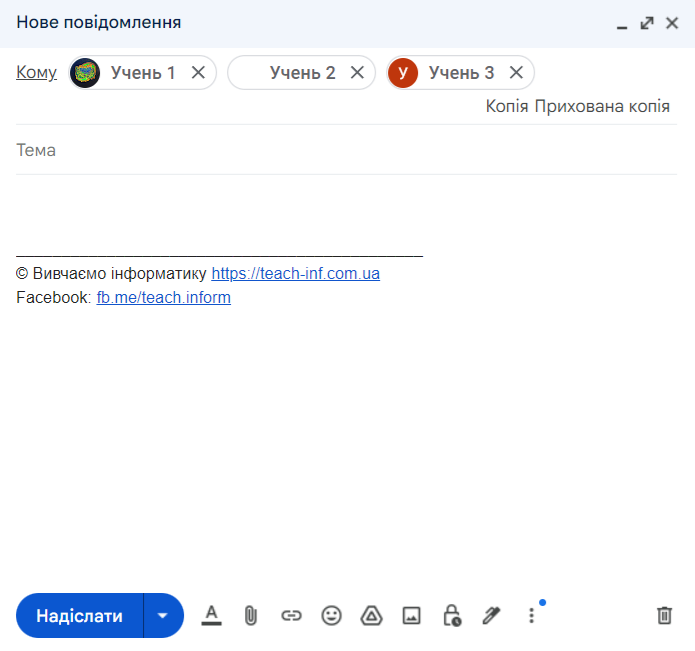 Нове повідомлення
Кому Учень 1 Учень 2 У Учень 3
Копія Прихована копія
Тема
_______________________________________________
© Вивчаємо інформатику https://teach-inf.com.ua
Facebook: fb.me/teach.inform
Надіслати A